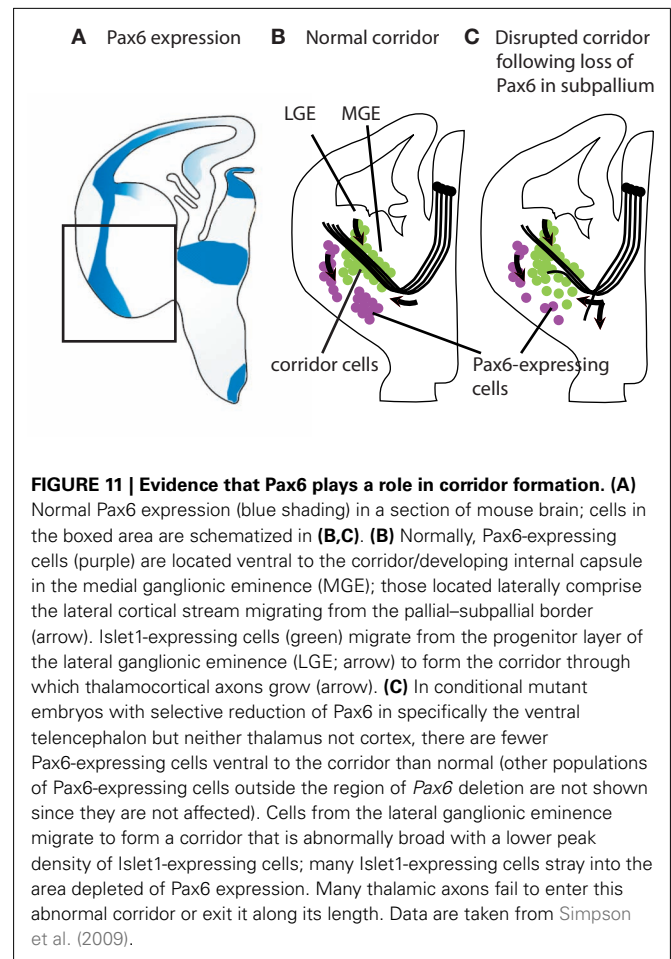 A Pax6 expression
B Normal corridor
C Disrupted corridor
following loss of
Pax6 in subpallium
LGE MGE
corridor cells
Pax6-expressing
cells
FIGURE 11 | Evidence that Pax6 plays a role in corridor formation. (A)
Normal Pax6 expression (blue shading) in a section of mouse brain; cells in
the boxed area are schematized in (B,C). (B) Normally, Pax6-expressing
cells (purple) are located ventral to the corridor/developing internal capsule
in the medial ganglionic eminence (MGE); those located laterally comprise
the lateral cortical stream migrating from the pallial–subpallial border
(arrow). Islet1-expressing cells (green) migrate from the progenitor layer of
the lateral ganglionic eminence (LGE; arrow) to form the corridor through
which thalamocortical axons grow (arrow). (C) In conditional mutant
embryos with selective reduction of Pax6 in specifically the ventral
telencephalon but neither thalamus not cortex, there are fewer
Pax6-expressing cells ventral to the corridor than normal (other populations
of Pax6-expressing cells outside the region of Pax6 deletion are not shown
since they are not affected). Cells from the lateral ganglionic eminence
migrate to form a corridor that is abnormally broad with a lower peak
density of Islet1-expressing cells; many Islet1-expressing cells stray into the
area depleted of Pax6 expression. Many thalamic axons fail to enter this
abnormal corridor or exit it along its length. Data are taken from Simpson
et al. (2009).